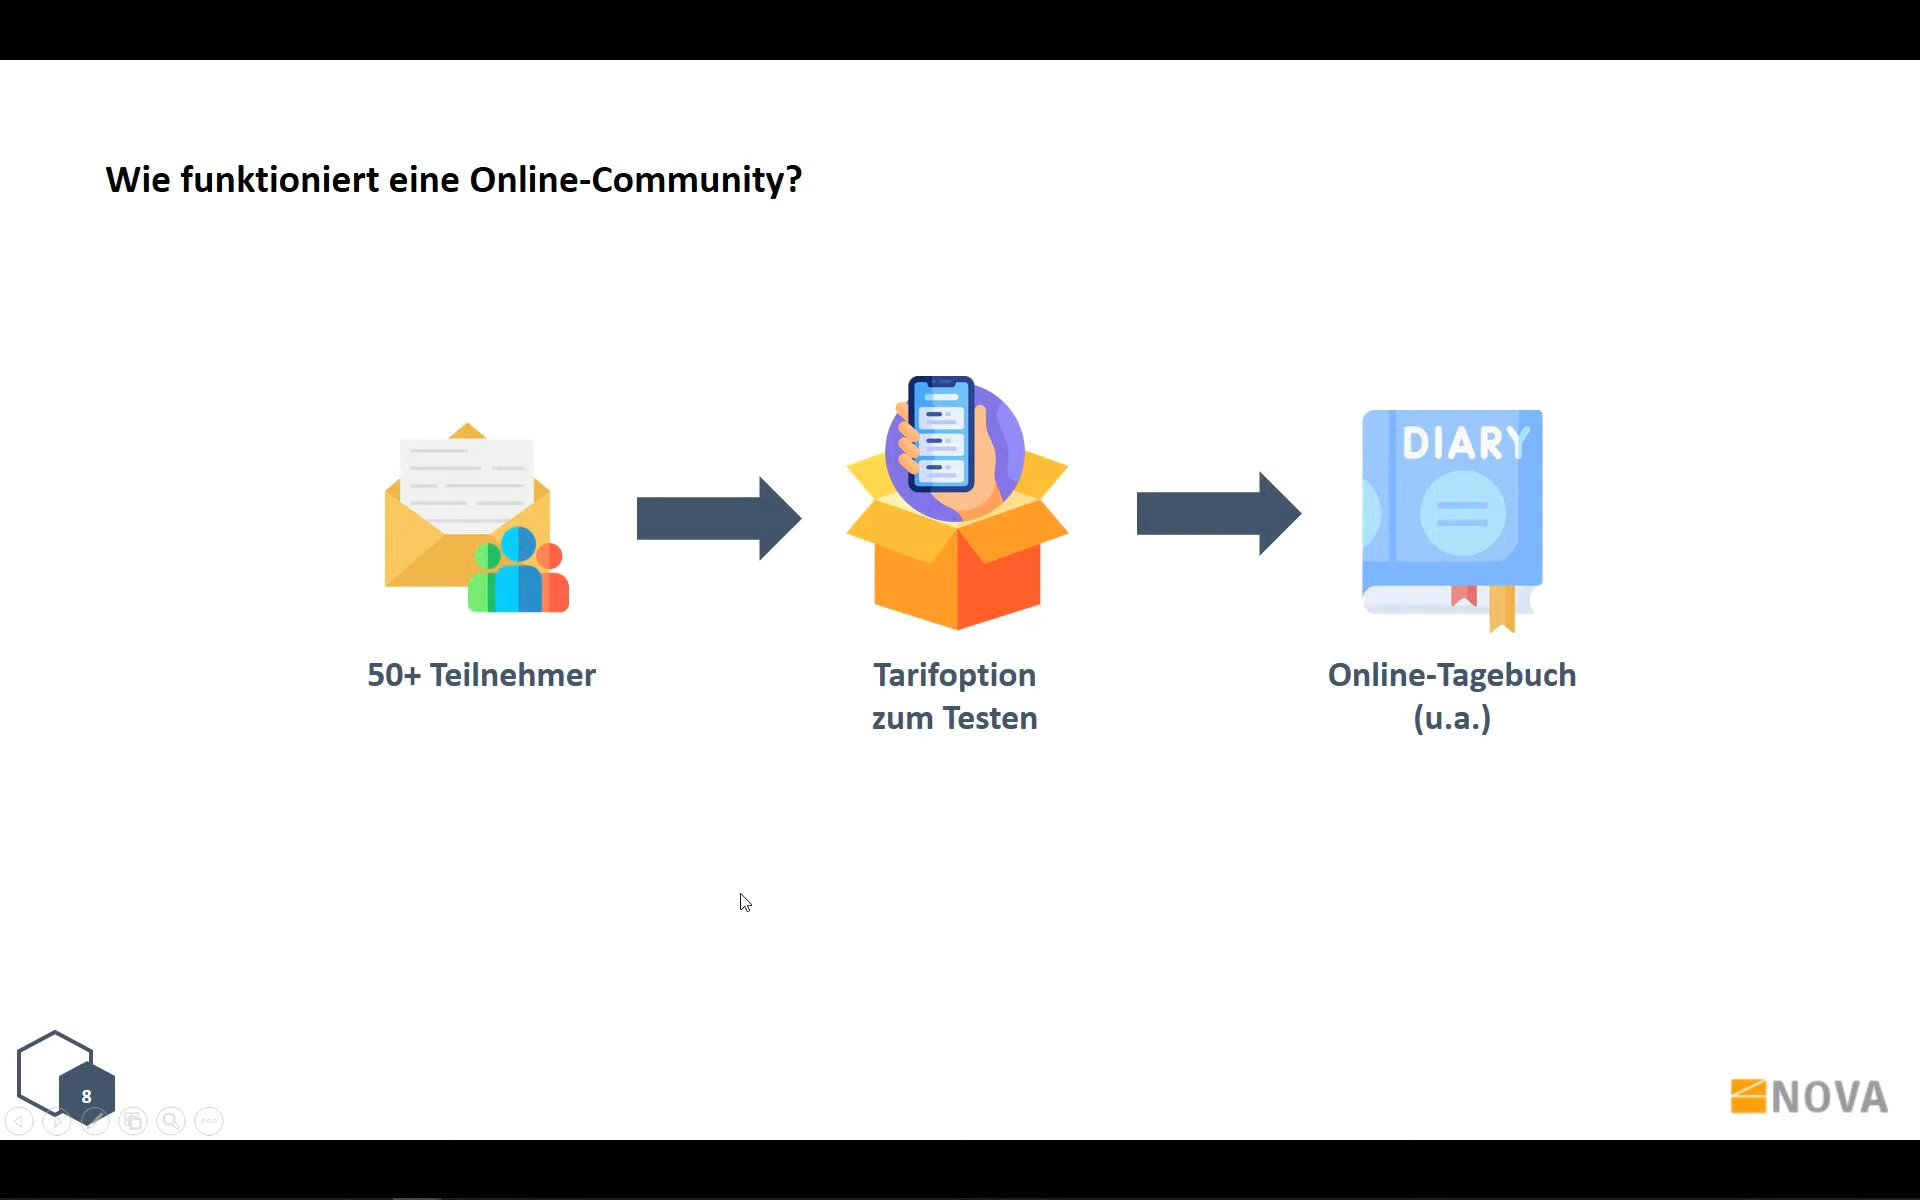 Wie funktioniert eine Online-Community?
DIARY
50+ Teilnehmer
Tarifoption
zum Testen
Online-Tagebuch
(u.a.)
8
NOVA